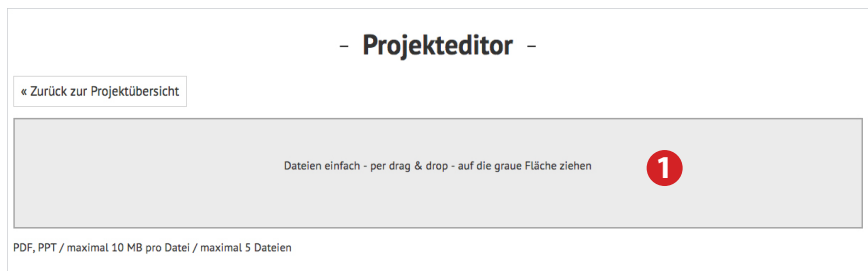 – Projekteditor –
« Zurück zur Projektübersicht
Dateien einfach - per drag & drop - auf die graue Fläche ziehen
1
PDF, PPT / maximal 10 MB pro Datei / maximal 5 Dateien